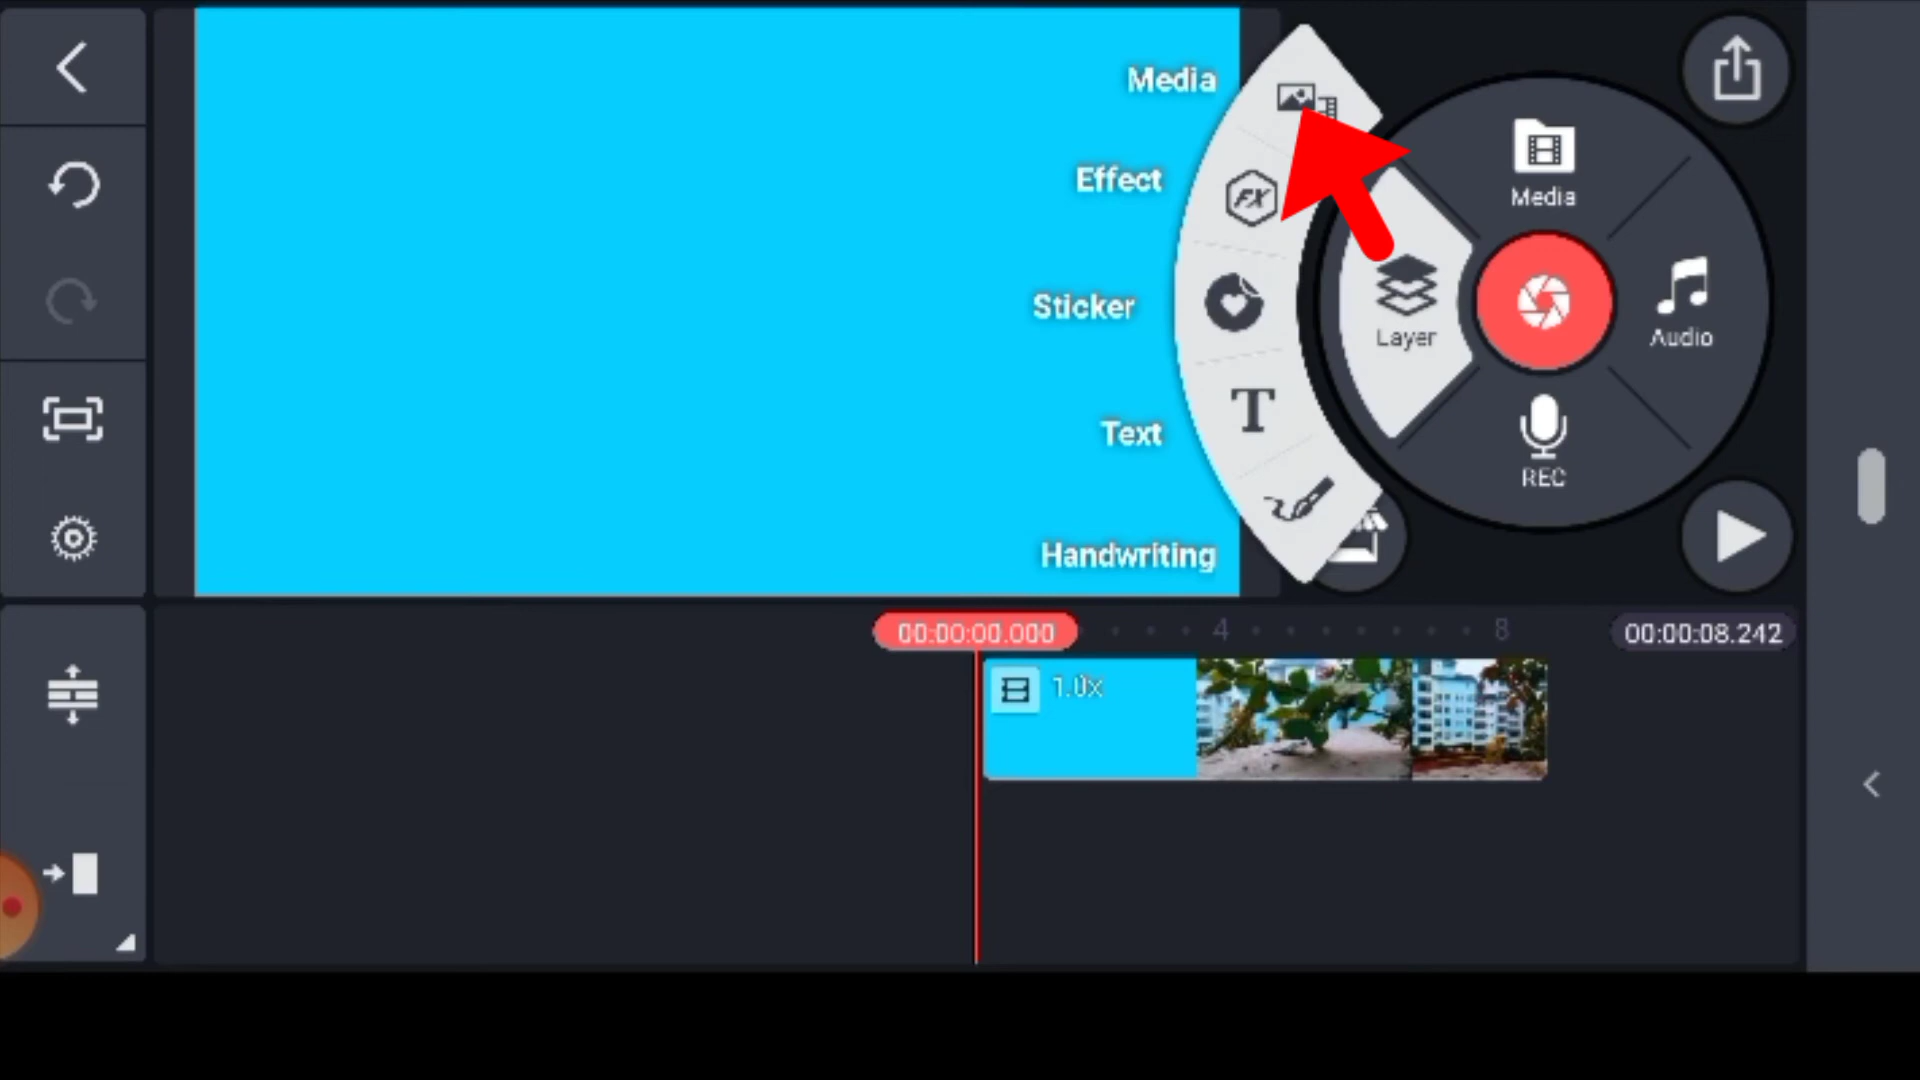 Media
Effect
Sticker
Text
Handwriting
FX
T
Media
Layer
Audio
REC
00:00:00.000
4
8
00:00:08.242
1.0x